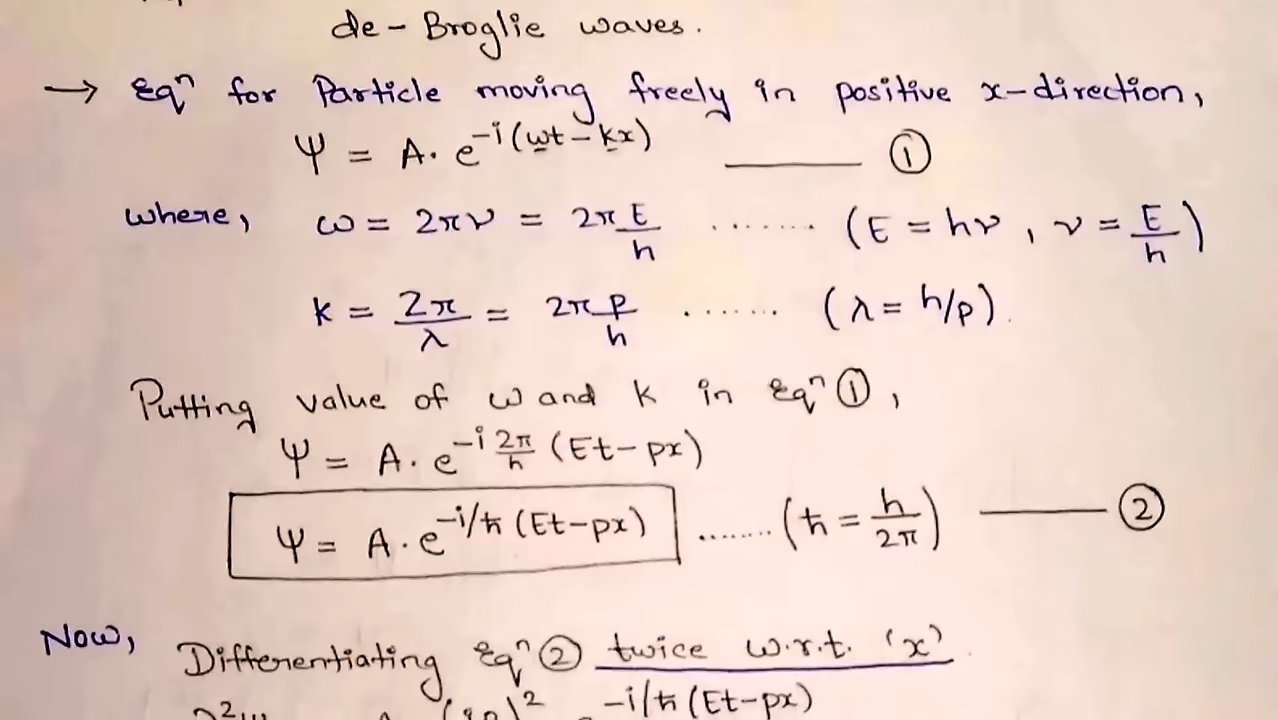 de-Broglie waves.
→ Eqⁿ for Particle moving freely in positive x-direction,
Ψ = A. e^{-i(ωt-kx)} ——— ①
where, ω = 2πν = 2π E/h ....... (E = hν, ν = E/h)
k = 2π/λ = 2π p/h ....... (λ = h/p).
Putting value of ω and k in Eqⁿ ①,
Ψ = A. e^{-i 2π/h (Et-px)}
Ψ = A. e^{-i/ħ (Et-px)} ....... (ħ = h/2π) ——— ②
Now, Differentiating Eqⁿ ② twice w.r.t. 'x'
-i/ħ (Et-px)